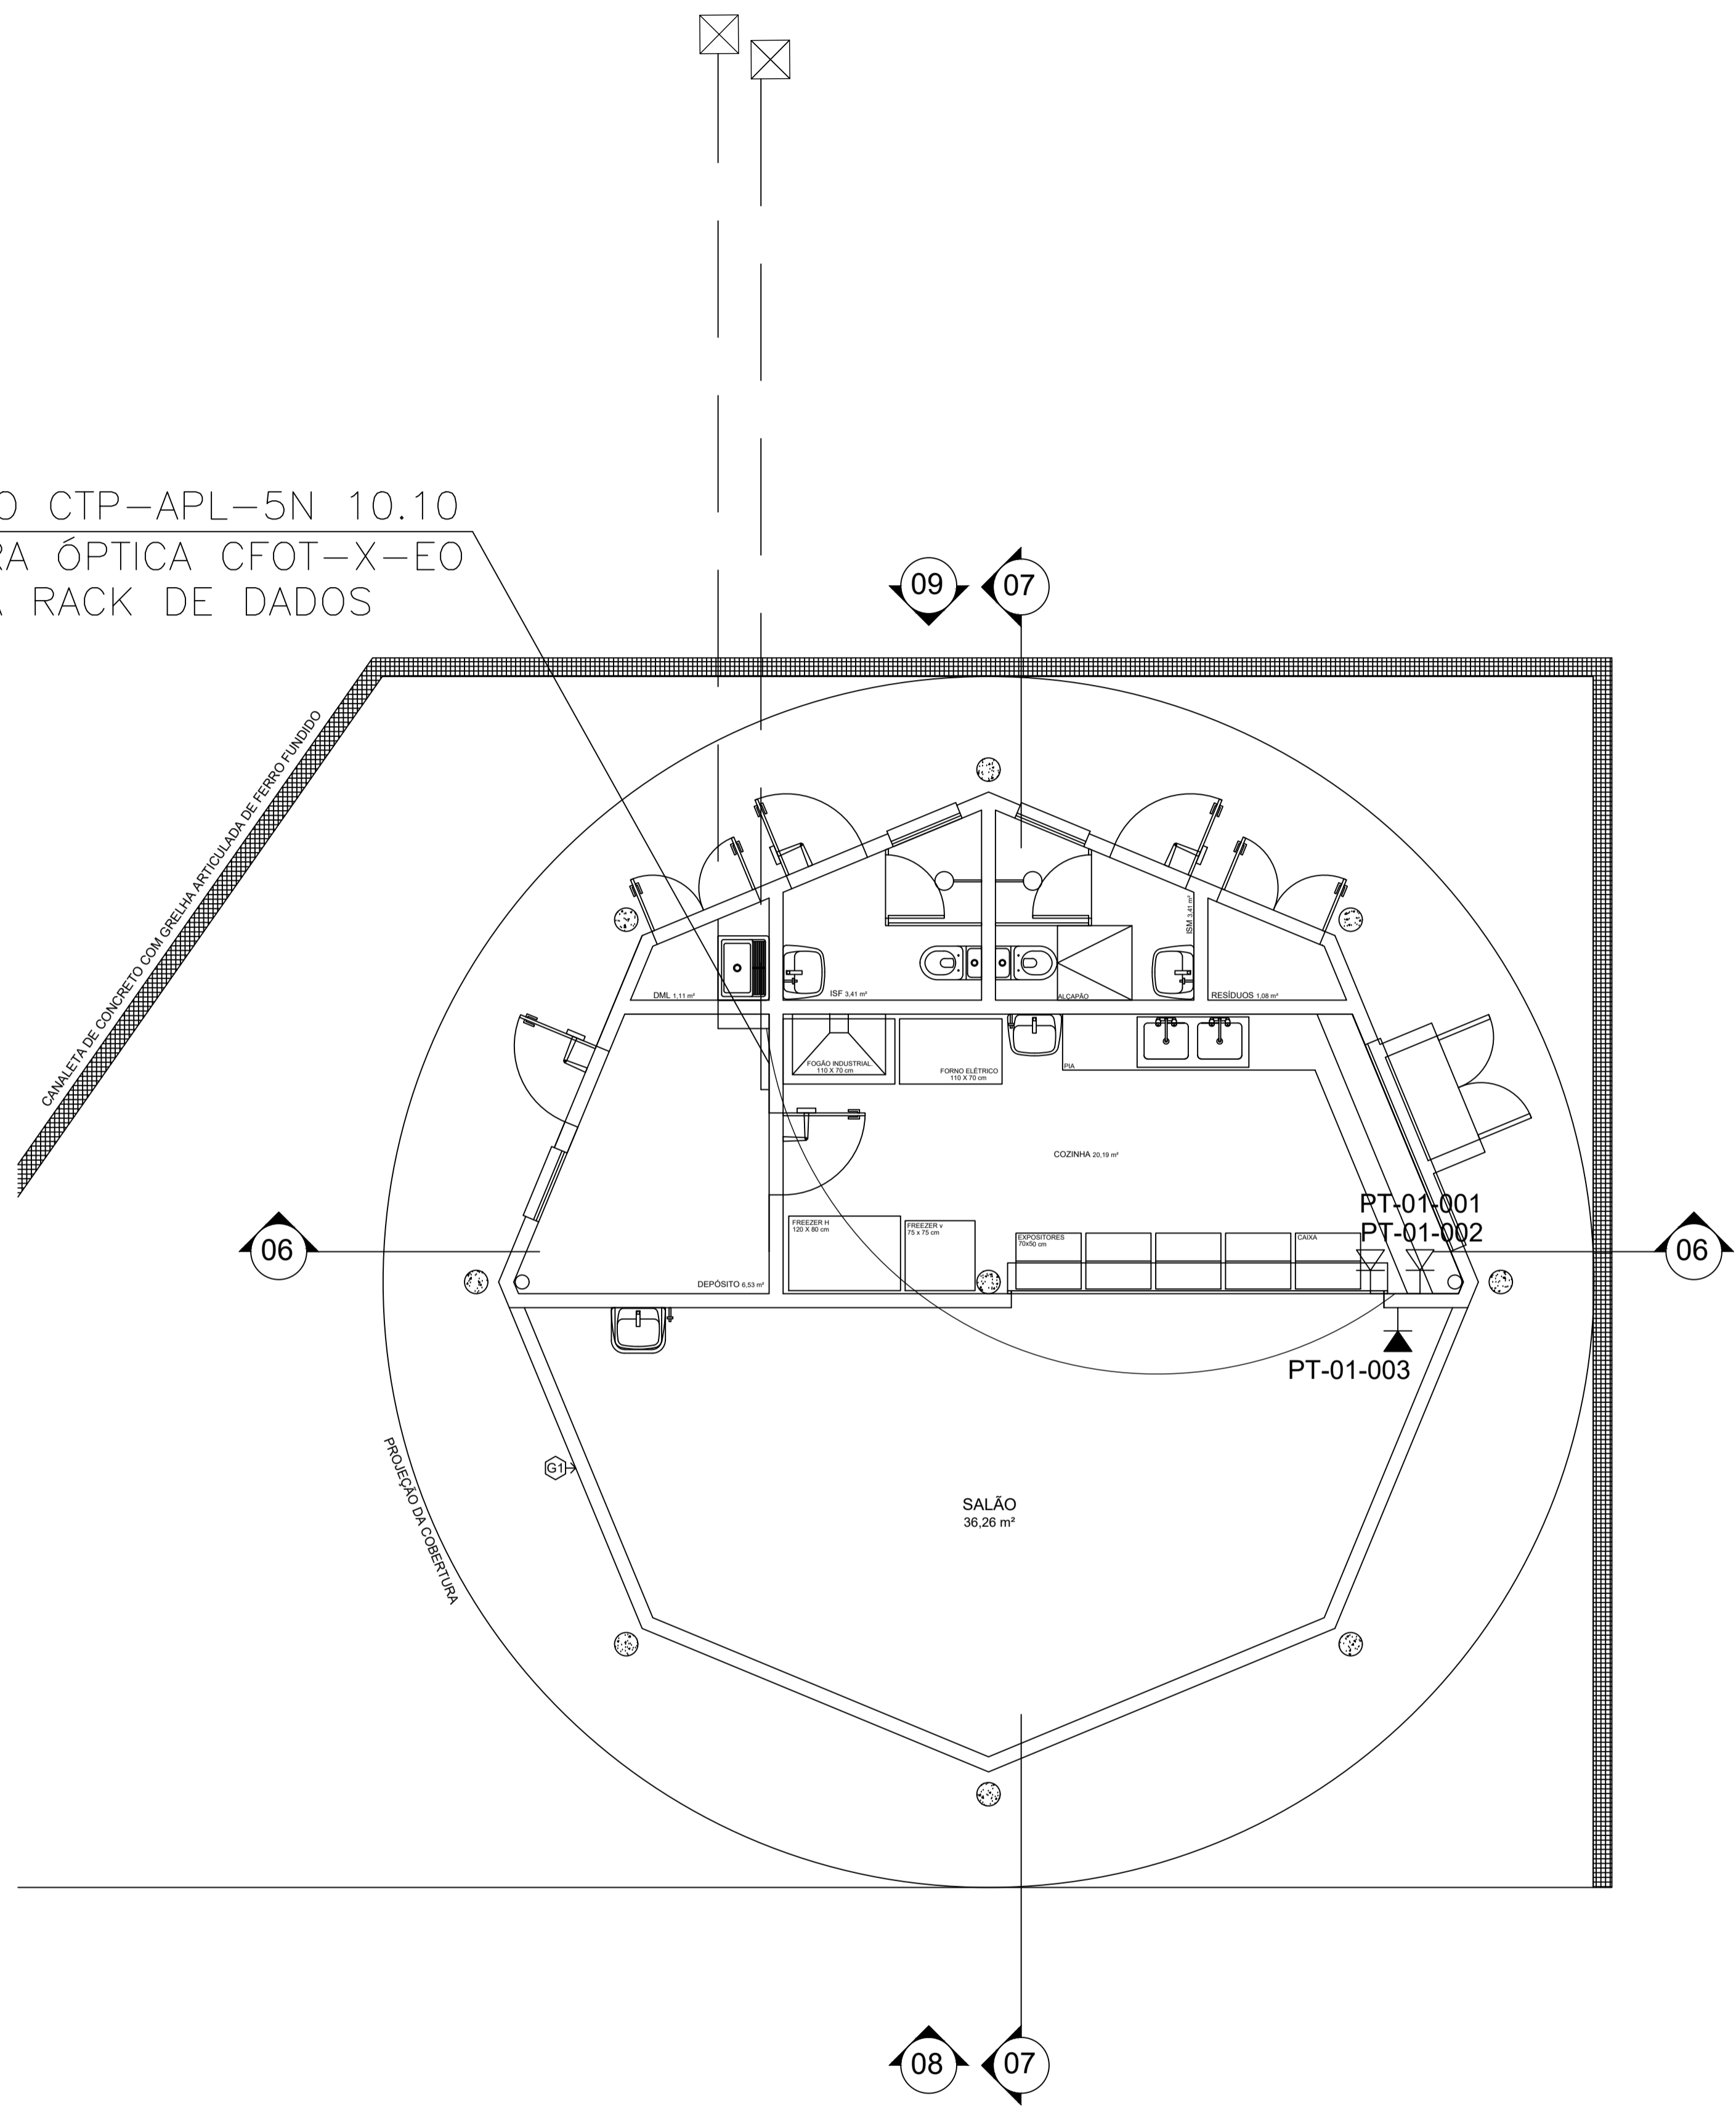 O CTP-APL-5N 10.10
RA ÓPTICA CFOT-X-EO
A RACK DE DADOS
09
07
CANALETA DE CONCRETO COM GRELHA ARTICULADA DE FERRO FUNDIDO
ISM 3,41 m²
DML 1,11 m²
ISF 3,41 m²
ALÇAPÃO
RESÍDUOS 1,08 m²
FOGÃO INDUSTRIAL
110 X 70 cm
FORNO ELÉTRICO
110 X 70 cm
PIA
COZINHA 20,19 m²
PT-01-001
PT-01-002
FREEZER H
120 X 80 cm
FREEZER v
75 x 75 cm
EXPOSITORES
70x50 cm
CAIXA
06
06
DEPÓSITO 6,53 m²
PT-01-003
G1
PROJEÇÃO DA COBERTURA
SALÃO
36,26 m²
08
07